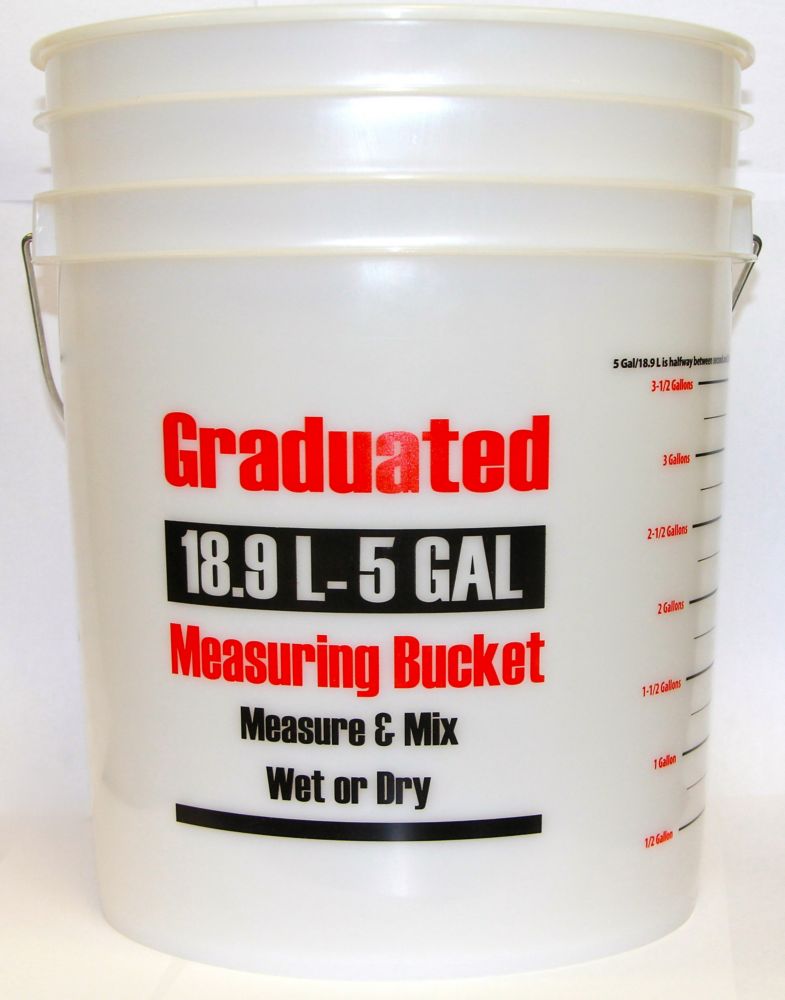 Graduated
18.9 L- 5 GAL
Measuring Bucket
Measure & Mix
Wet or Dry
5 Gal/18.9 L is halfway between
3-1/2 Gallons
3 Gallons
2-1/2 Gallons
2 Gallons
1-1/2 Gallons
1 Gallon
1/2 Gallon